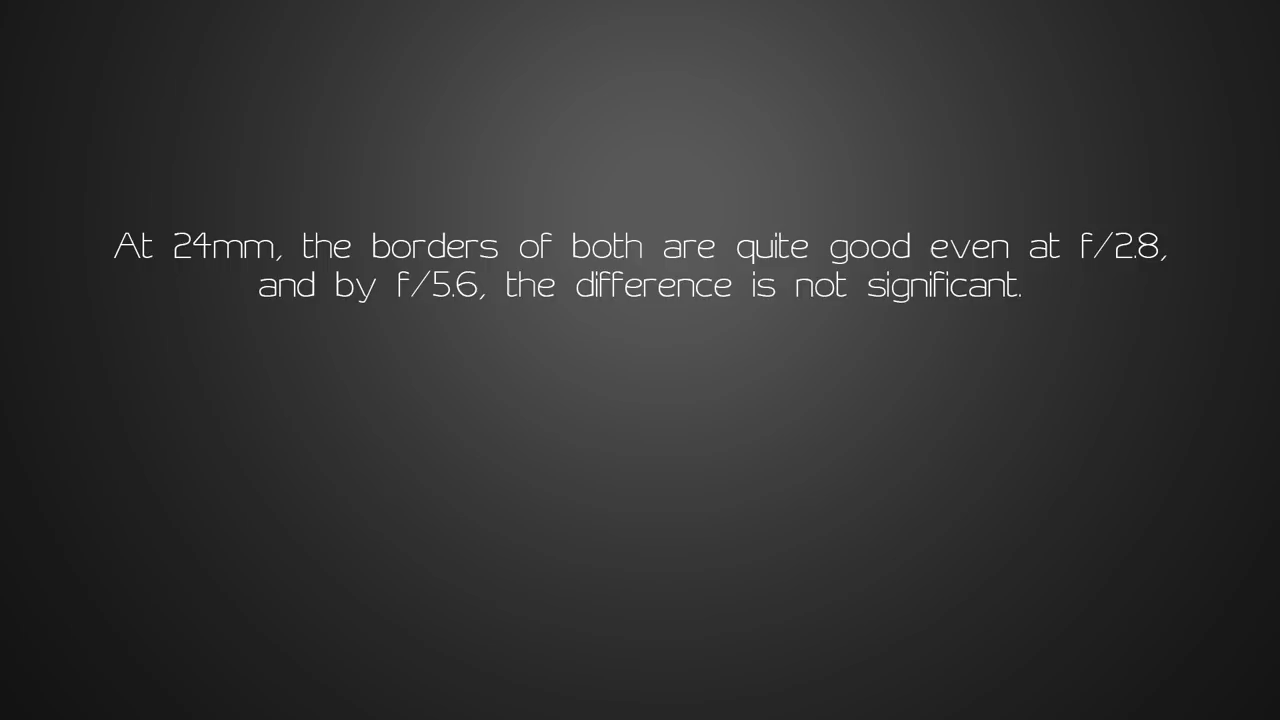 At 24mm, the borders of both are quite good even at f/2.8,
and by f/5.6, the difference is not significant.